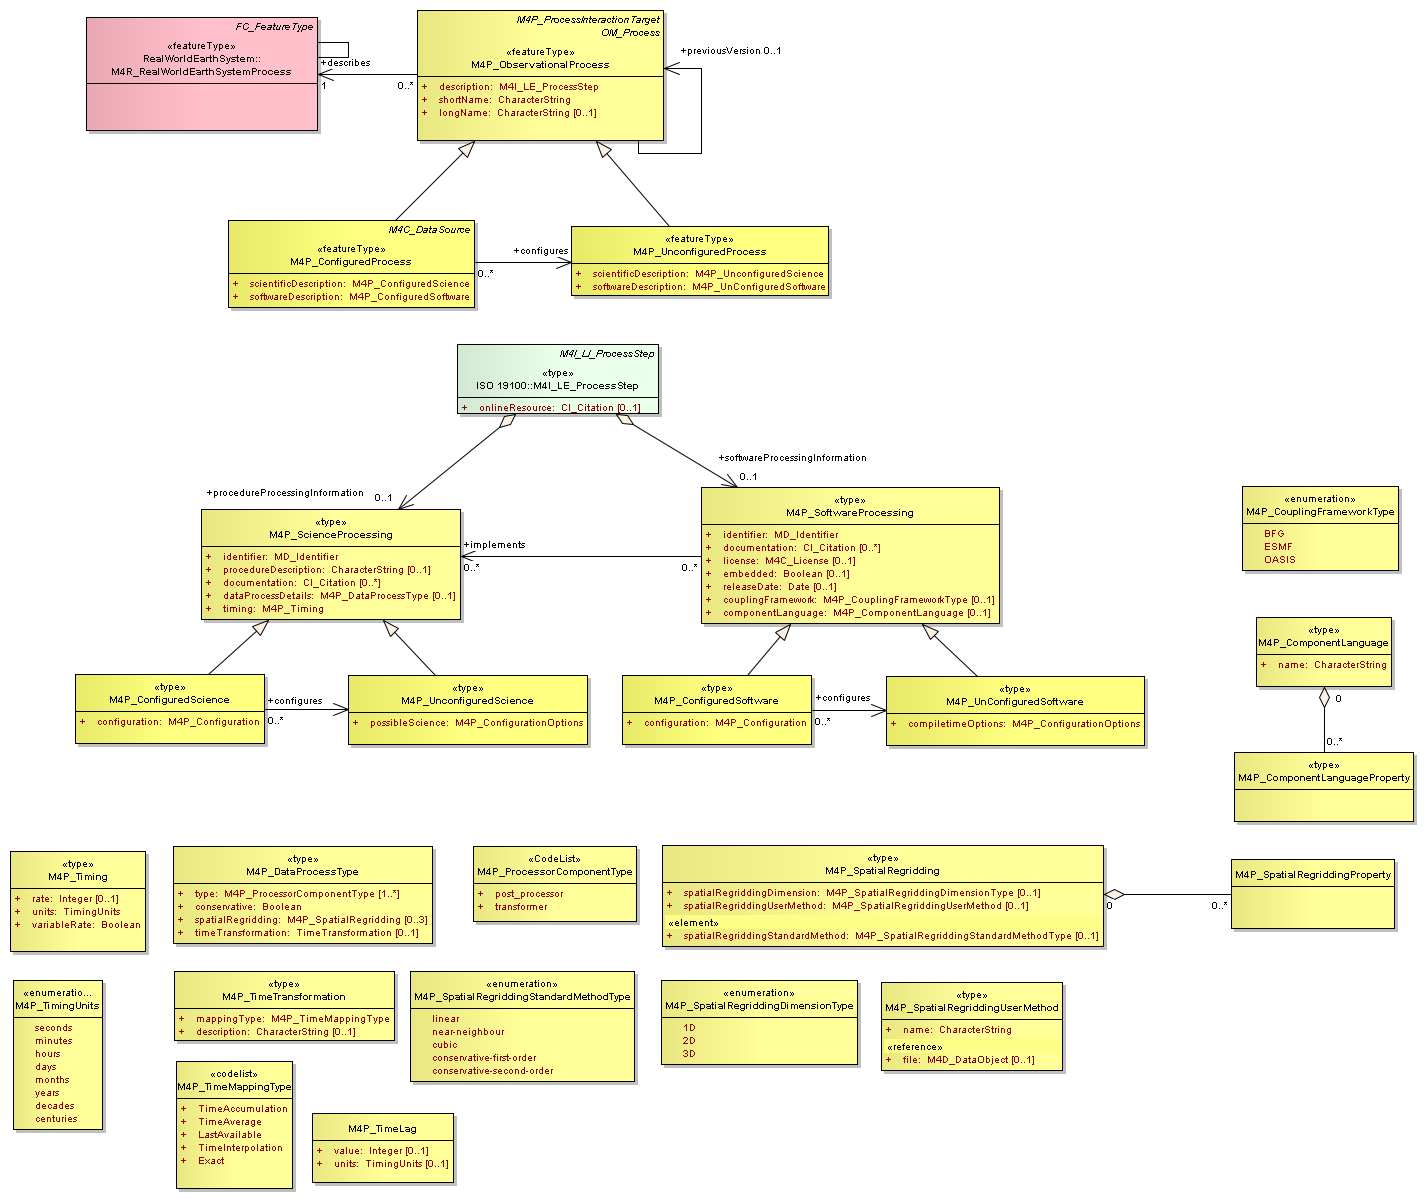 FC_FeatureType
«featureType»
RealWorldEarthSystem::
M4R_RealWorldEarthSystemProcess
+describes
1
0..*
M4P_ProcessInteractionTarget
OM_Process
«featureType»
M4P_ObservationalProcess
+ description: M4I_LE_ProcessStep
+ shortName: CharacterString
+ longName: CharacterString [0..1]
+previousVersion 0..1
M4C_DataSource
«featureType»
M4P_ConfiguredProcess
+ scientificDescription: M4P_ConfiguredScience
+ softwareDescription: M4P_ConfiguredSoftware
+configures
0..*
«featureType»
M4P_UnconfiguredProcess
+ scientificDescription: M4P_UnconfiguredScience
+ softwareDescription: M4P_UnConfiguredSoftware
M4I_LI_ProcessStep
«type»
ISO 19100::M4I_LE_ProcessStep
+ onlineResource: CI_Citation [0..1]
+procedureProcessingInformation
0..1
+softwareProcessingInformation
0..1
«type»
M4P_ScienceProcessing
+ identifier: MD_Identifier
+ procedureDescription: CharacterString [0..1]
+ documentation: CI_Citation [0..*]
+ dataProcessDetails: M4P_DataProcessType [0..1]
+ timing: M4P_Timing
+implements
0..*
0..*
«type»
M4P_SoftwareProcessing
+ identifier: MD_Identifier
+ documentation: CI_Citation [0..*]
+ license: M4C_License [0..1]
+ embedded: Boolean [0..1]
+ releaseDate: Date [0..1]
+ couplingFramework: M4P_CouplingFrameworkType [0..1]
+ componentLanguage: M4P_ComponentLanguage [0..1]
«enumeration»
M4P_CouplingFrameworkType
BFG
ESMF
OASIS
«type»
M4P_ConfiguredScience
+ configuration: M4P_Configuration
+configures
0..*
«type»
M4P_UnconfiguredScience
+ possibleScience: M4P_ConfigurationOptions
«type»
M4P_ConfiguredSoftware
+ configuration: M4P_Configuration
+configures
0..*
«type»
M4P_UnConfiguredSoftware
+ compiletimeOptions: M4P_ConfigurationOptions
«type»
M4P_ComponentLanguage
+ name: CharacterString
0
0..*
«type»
M4P_ComponentLanguageProperty
«type»
M4P_Timing
+ rate: Integer [0..1]
+ units: TimingUnits
+ variableRate: Boolean
«type»
M4P_DataProcessType
+ type: M4P_ProcessorComponentType [1..*]
+ conservative: Boolean
+ spatialRegridding: M4P_SpatialRegridding [0..3]
+ timeTransformation: TimeTransformation [0..1]
«CodeList»
M4P_ProcessorComponentType
+ post_processor
+ transformer
«type»
M4P_SpatialRegridding
+ spatialRegriddingDimension: M4P_SpatialRegriddingDimensionType [0..1]
+ spatialRegriddingUserMethod: M4P_SpatialRegriddingUserMethod [0..1]
«element»
+ spatialRegriddingStandardMethod: M4P_SpatialRegriddingStandardMethodType [0..1]
0
0..*
M4P_SpatialRegriddingProperty
«enumeratio...
M4P_TimingUnits
seconds
minutes
hours
days
months
years
decades
centuries
«type»
M4P_TimeTransformation
+ mappingType: M4P_TimeMappingType
+ description: CharacterString [0..1]
«enumeration»
M4P_SpatialRegriddingStandardMethodType
linear
near-neighbour
cubic
conservative-first-order
conservative-second-order
«enumeration»
M4P_SpatialRegriddingDimensionType
1D
2D
3D
«type»
M4P_SpatialRegriddingUserMethod
+ name: CharacterString
«reference»
+ file: M4D_DataObject [0..1]
«codelist»
M4P_TimeMappingType
+ TimeAccumulation
+ TimeAverage
+ LastAvailable
+ TimeInterpolation
+ Exact
M4P_TimeLag
+ value: Integer [0..1]
+ units: TimingUnits [0..1]